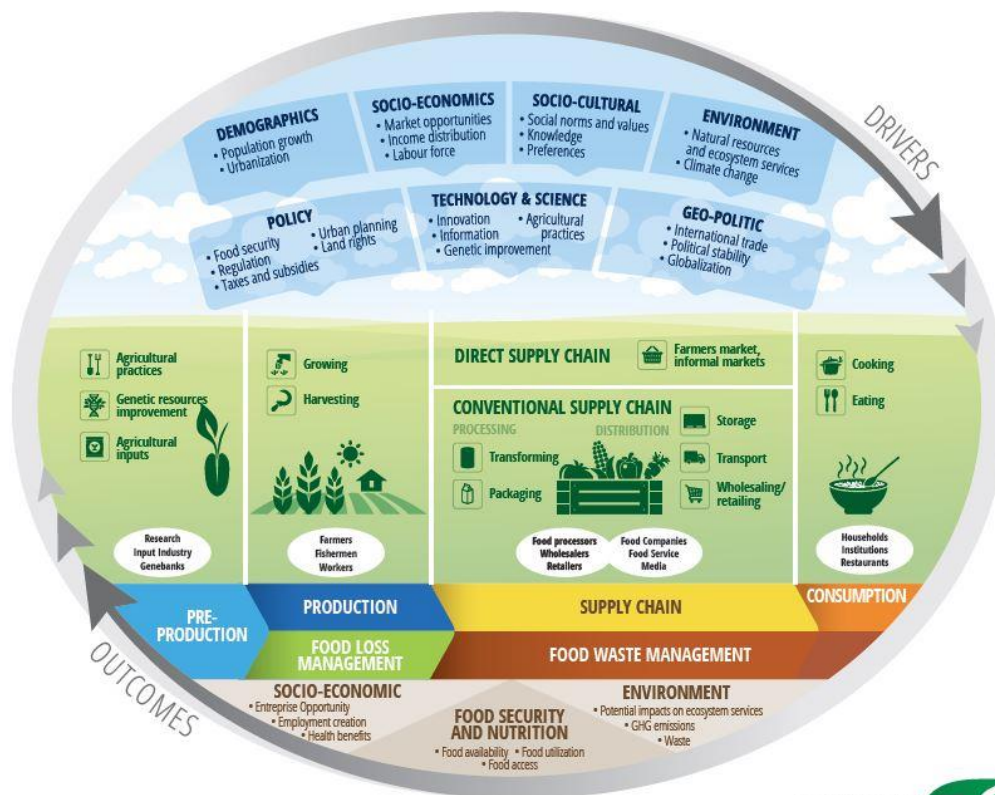 DRIVERS
DEMOGRAPHICS
• Population growth
• Urbanization
SOCIO-ECONOMICS
• Market opportunities
• Income distribution
• Labour force
SOCIO-CULTURAL
• Social norms and values
• Knowledge
• Preferences
ENVIRONMENT
• Natural resources
and ecosystem services
• Climate change
POLICY
• Food security
• Regulation
• Taxes and subsidies
• Urban planning
• Land rights
TECHNOLOGY & SCIENCE
• Innovation
• Information
• Genetic improvement
• Agricultural
practices
GEO-POLITIC
• International trade
• Political stability
• Globalization
Agricultural
practices
Genetic resources
improvement
Agricultural
inputs
Research
Input Industry
Genebanks
Growing
Harvesting
Farmers
Fishermen
Workers
DIRECT SUPPLY CHAIN
Farmers market,
informal markets
CONVENTIONAL SUPPLY CHAIN
PROCESSING
Transforming
Packaging
DISTRIBUTION
Storage
Transport
Wholesaling/
retailing
Food processors
Wholesalers
Retailers
Food Companies
Food Service
Media
Cooking
Eating
Households
Institutions
Restaurants
PRE-
PRODUCTION
PRODUCTION
SUPPLY CHAIN
CONSUMPTION
FOOD LOSS
MANAGEMENT
FOOD WASTE MANAGEMENT
OUTCOMES
SOCIO-ECONOMIC
• Entreprise Opportunity
• Employment creation
• Health benefits
FOOD SECURITY
AND NUTRITION
• Food availability • Food utilization
• Food access
ENVIRONMENT
• Potential impacts on ecosystem services
• GHG emissions
• Waste